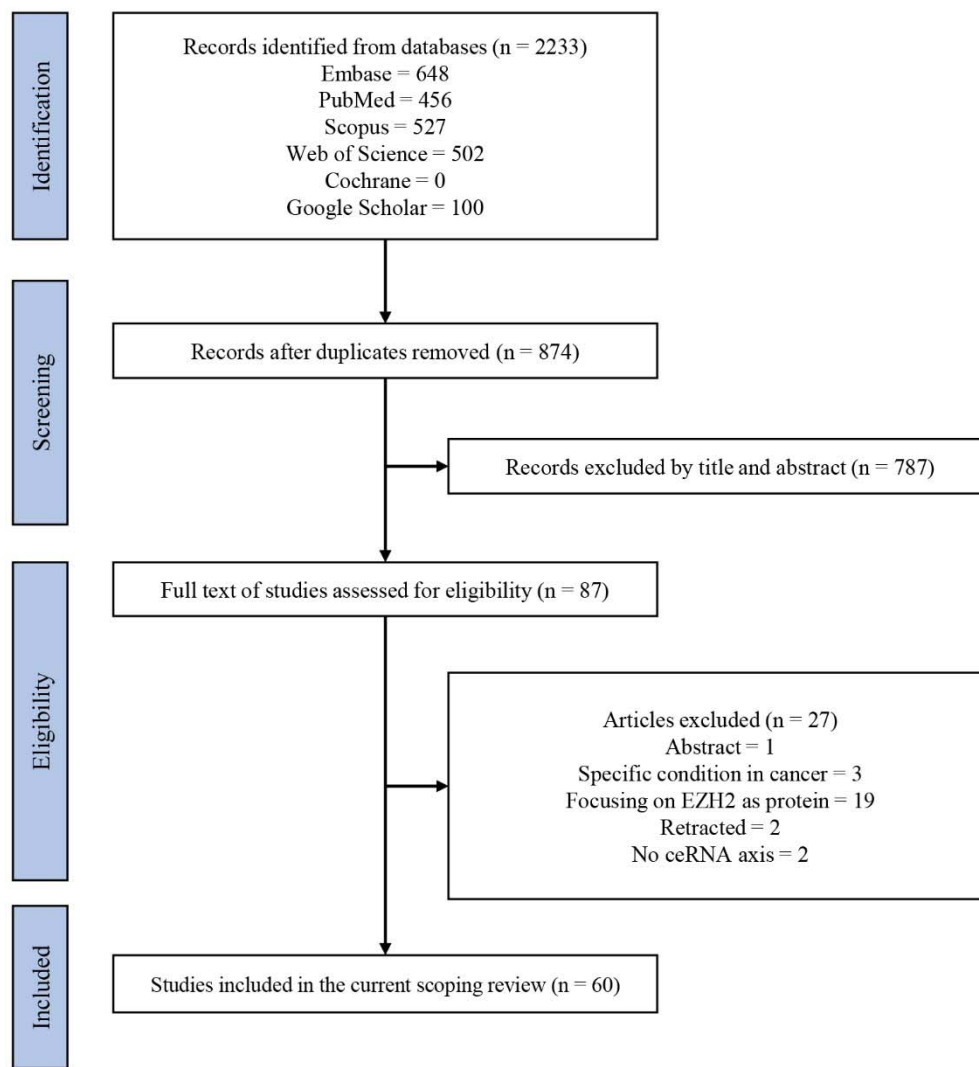 Identification
Records identified from databases (n = 2233)
Embase = 648
PubMed = 456
Scopus = 527
Web of Science = 502
Cochrane = 0
Google Scholar = 100
Screening
Records after duplicates removed (n = 874)
Records excluded by title and abstract (n = 787)
Eligibility
Full text of studies assessed for eligibility (n = 87)
Articles excluded (n = 27)
Abstract = 1
Specific condition in cancer = 3
Focusing on EZH2 as protein = 19
Retracted = 2
No ceRNA axis = 2
Included
Studies included in the current scoping review (n = 60)